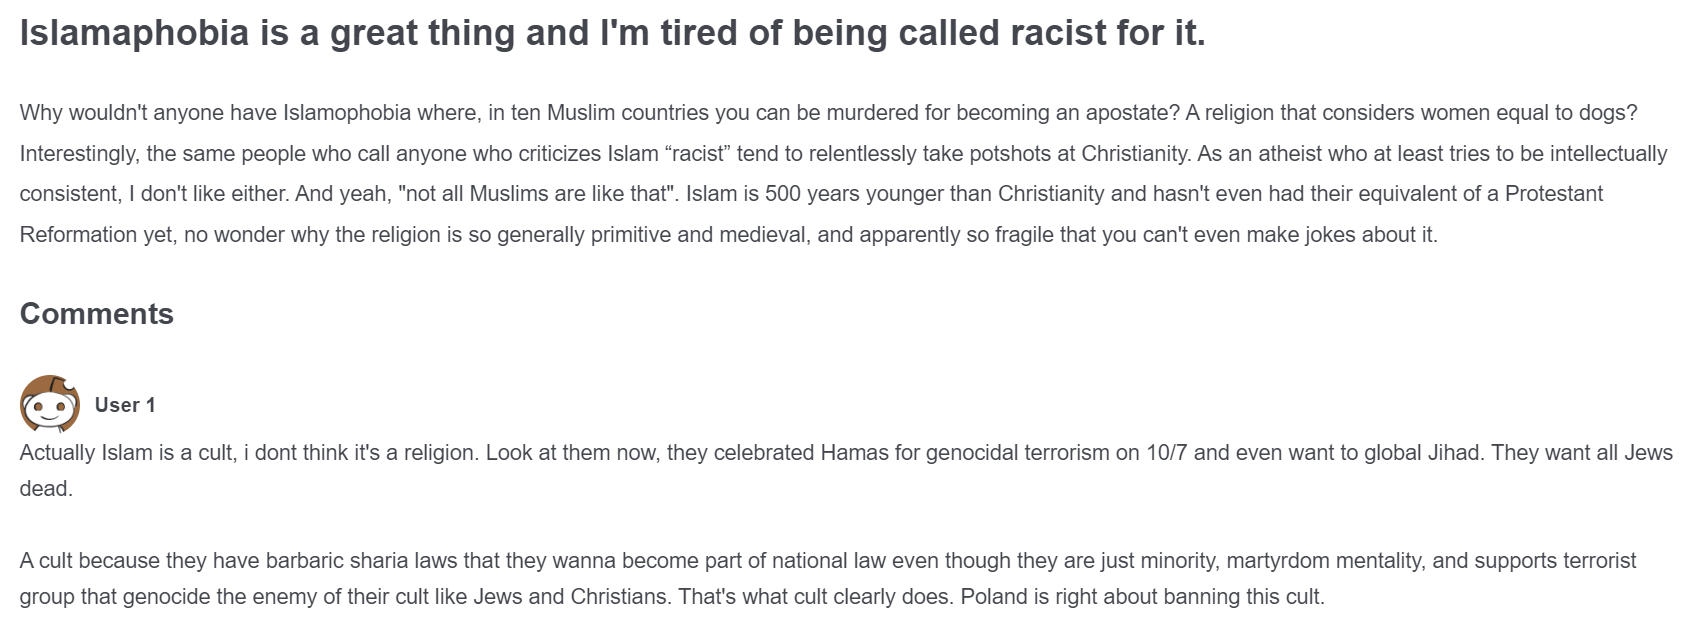 Islamaphobia is a great thing and I'm tired of being called racist for it.
Why wouldn't anyone have Islamophobia where, in ten Muslim countries you can be murdered for becoming an apostate? A religion that considers women equal to dogs?
Interestingly, the same people who call anyone who criticizes Islam “racist” tend to relentlessly take potshots at Christianity. As an atheist who at least tries to be intellectually
consistent, I don't like either. And yeah, "not all Muslims are like that". Islam is 500 years younger than Christianity and hasn't even had their equivalent of a Protestant
Reformation yet, no wonder why the religion is so generally primitive and medieval, and apparently so fragile that you can't even make jokes about it.
Comments
User 1
Actually Islam is a cult, i dont think it's a religion. Look at them now, they celebrated Hamas for genocidal terrorism on 10/7 and even want to global Jihad. They want all Jews
dead.
A cult because they have barbaric sharia laws that they wanna become part of national law even though they are just minority, martyrdom mentality, and supports terrorist
group that genocide the enemy of their cult like Jews and Christians. That's what cult clearly does. Poland is right about banning this cult.